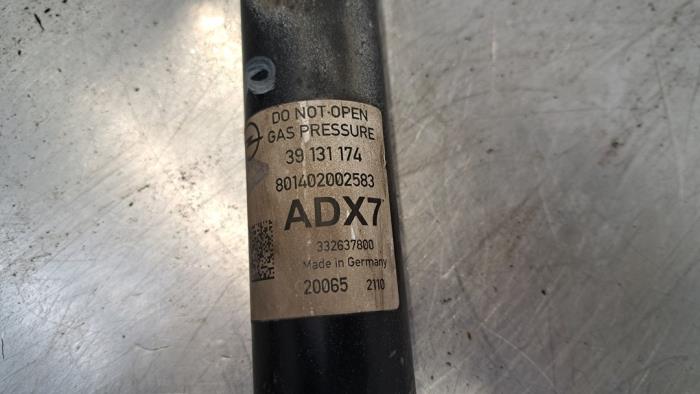 DO NOT-OPEN
GAS PRESSURE
39 131 174
801402002583
ADX7
332637800
Made in Germany
20065 2110